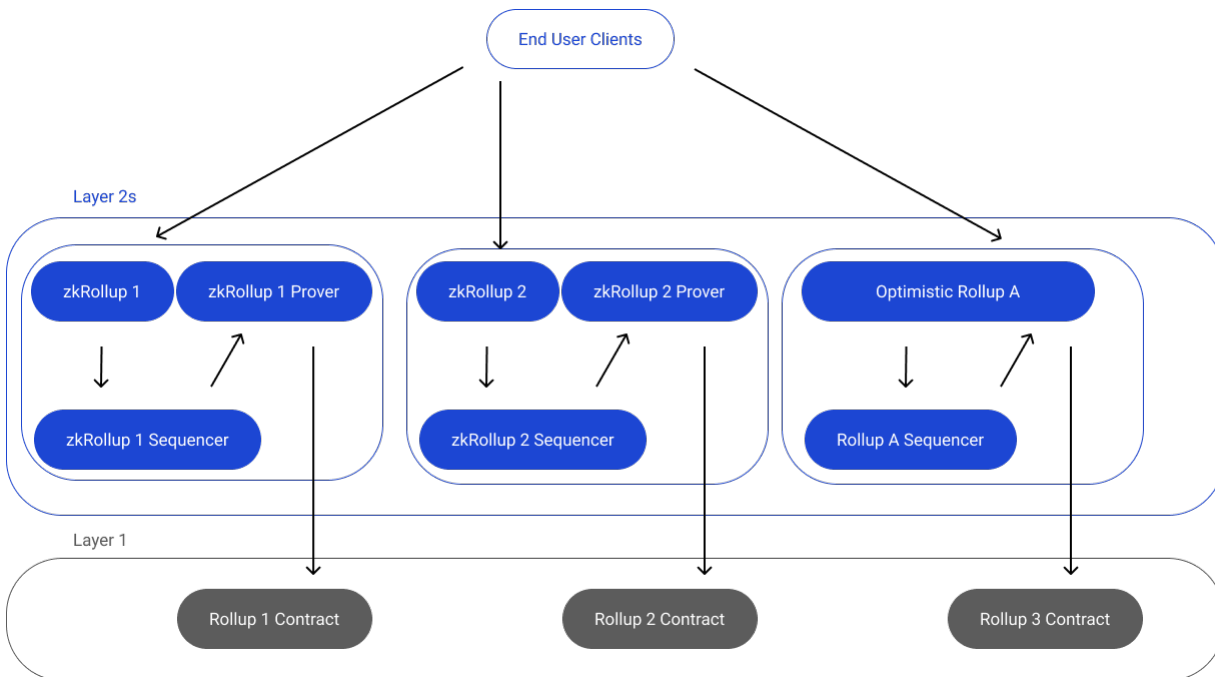 End User Clients
Layer 2s
zkRollup 1
zkRollup 1 Prover
zkRollup 2
zkRollup 2 Prover
Optimistic Rollup A
zkRollup 1 Sequencer
zkRollup 2 Sequencer
Rollup A Sequencer
Layer 1
Rollup 1 Contract
Rollup 2 Contract
Rollup 3 Contract